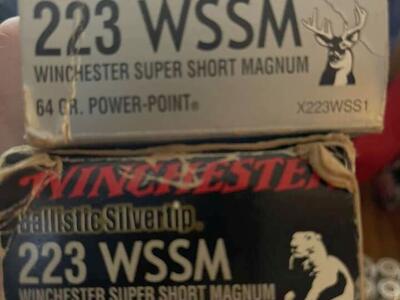 223 WSSM
WINCHESTER SUPER SHORT MAGNUM
64 GR. POWER-POINT® X223WSS1
WINCHESTER
Ballistic Silvertip®
223 WSSM
WINCHESTER SUPER SHORT MAGNUM